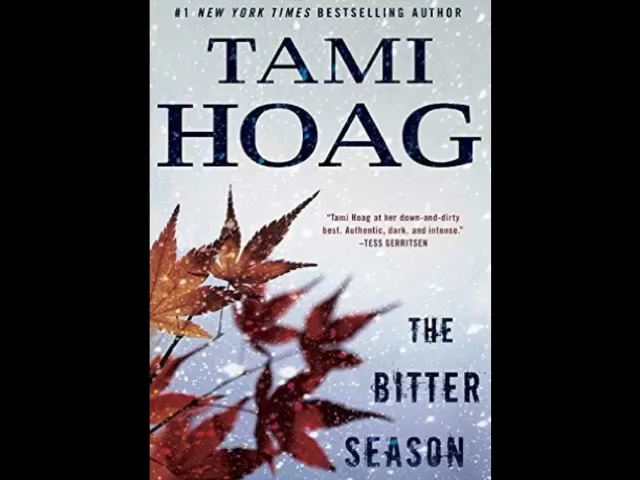 #1 NEW YORK TIMES BESTSELLING AUTHOR
TAMI
HOAG
"Tami Hoag at her down-and-dirty
best. Authentic, dark, and intense."
—TESS GERRITSEN
THE
BITTER
SEASON